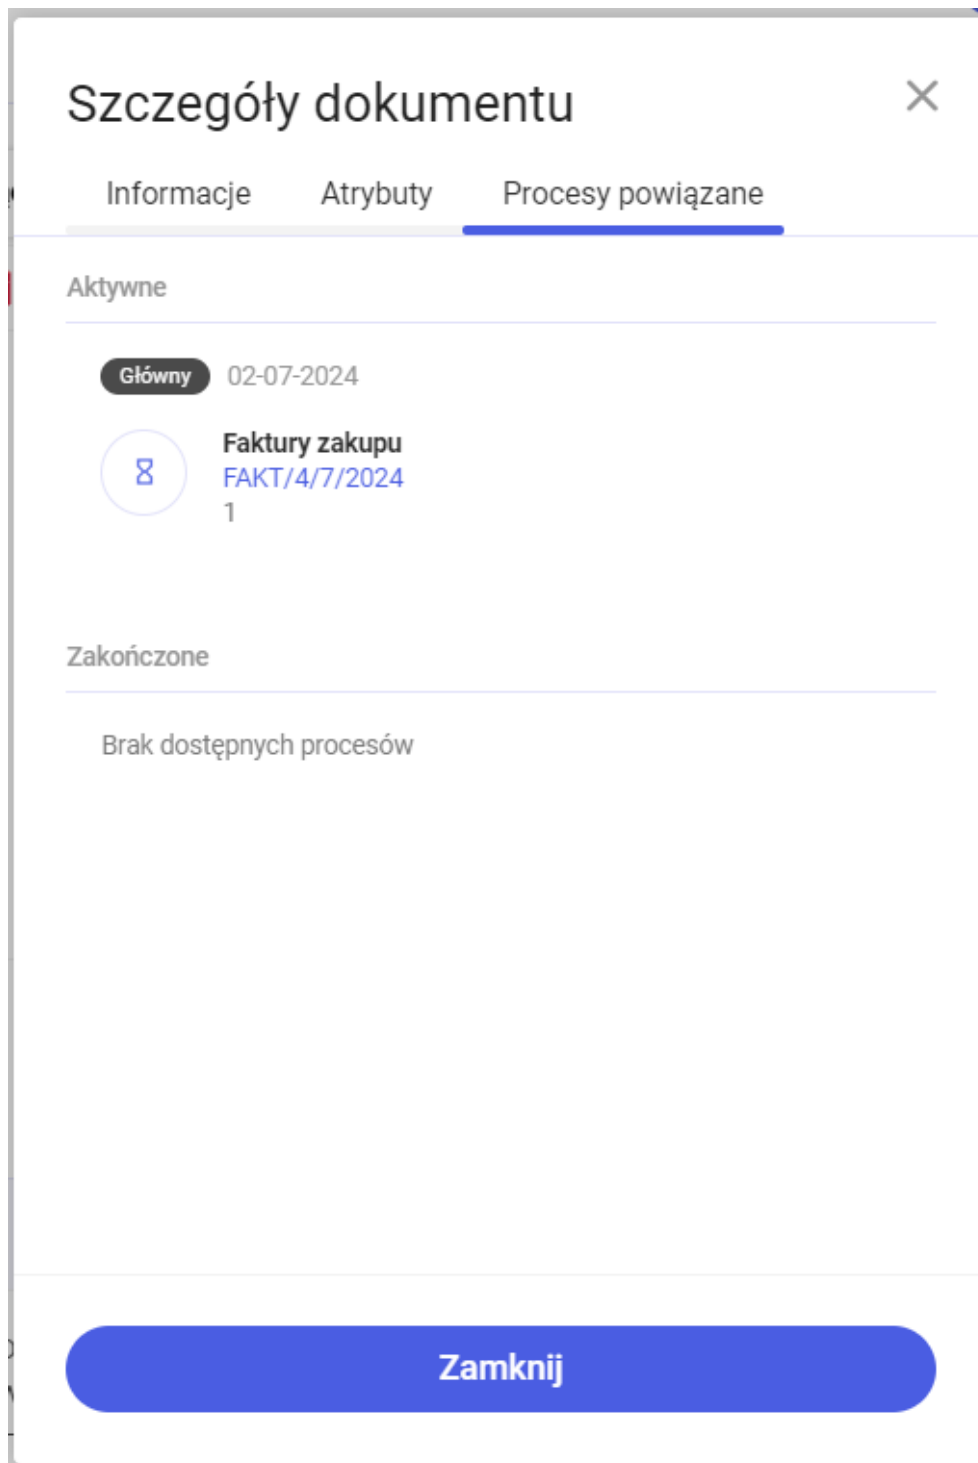 Szczegóły dokumentu
Informacje Atrybuty Procesy powiązane
Aktywne
Główny 02-07-2024
Faktury zakupu
FAKT/4/7/2024
1
Zakończone
Brak dostępnych procesów
Zamknij